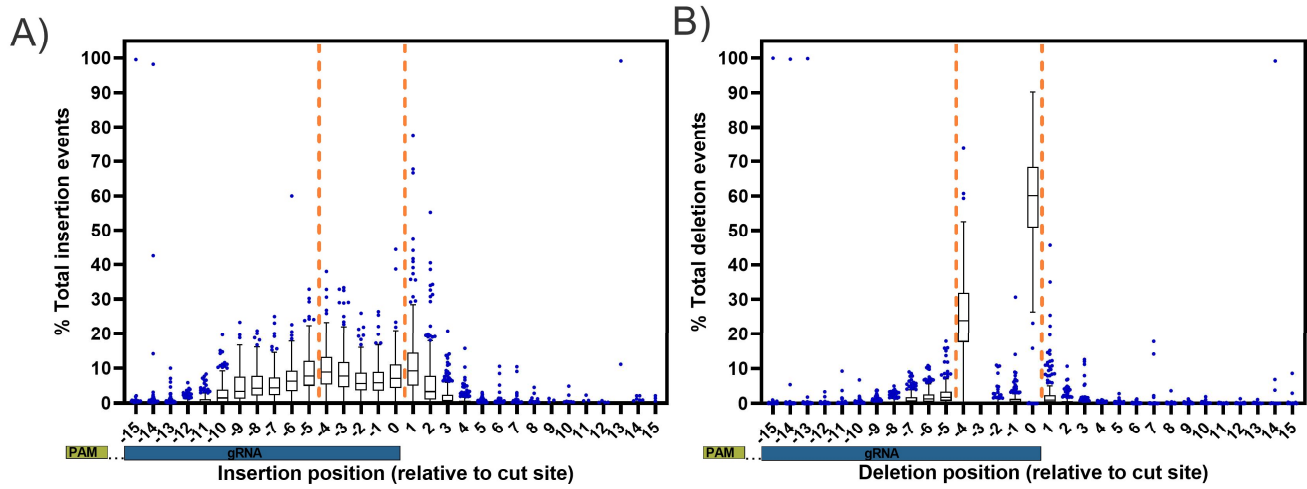 A)
% Total insertion events
100
90
80
70
60
50
40
30
20
10
0
-15 -14 -13 -12 -11 -10 -9 -8 -7 -6 -5 -4 -3 -2 -1 0 1 2 3 4 5 6 7 8 9 10 11 12 13 14 15
PAM ... gRNA
Insertion position (relative to cut site)
B)
% Total deletion events
100
90
80
70
60
50
40
30
20
10
0
-15 -14 -13 -12 -11 -10 -9 -8 -7 -6 -5 -4 -3 -2 -1 0 1 2 3 4 5 6 7 8 9 10 11 12 13 14 15
PAM ... gRNA
Deletion position (relative to cut site)